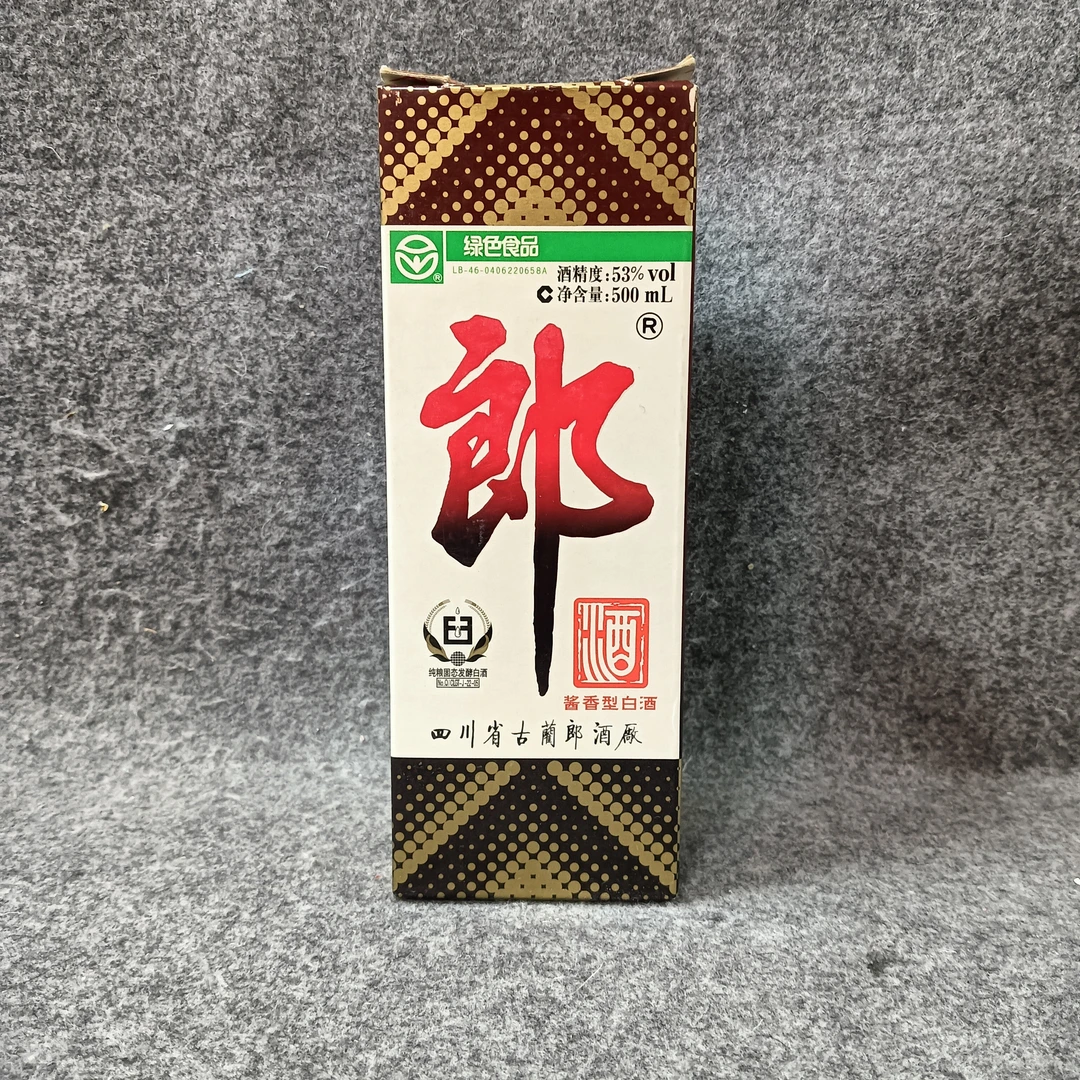 绿色食品
®
LB-46-0406220658A
酒精度:53%vol
净含量:500 mL
®
郎
酒
纯粮固态发酵白酒
酱香型白酒
四川省古蔺郎酒厰